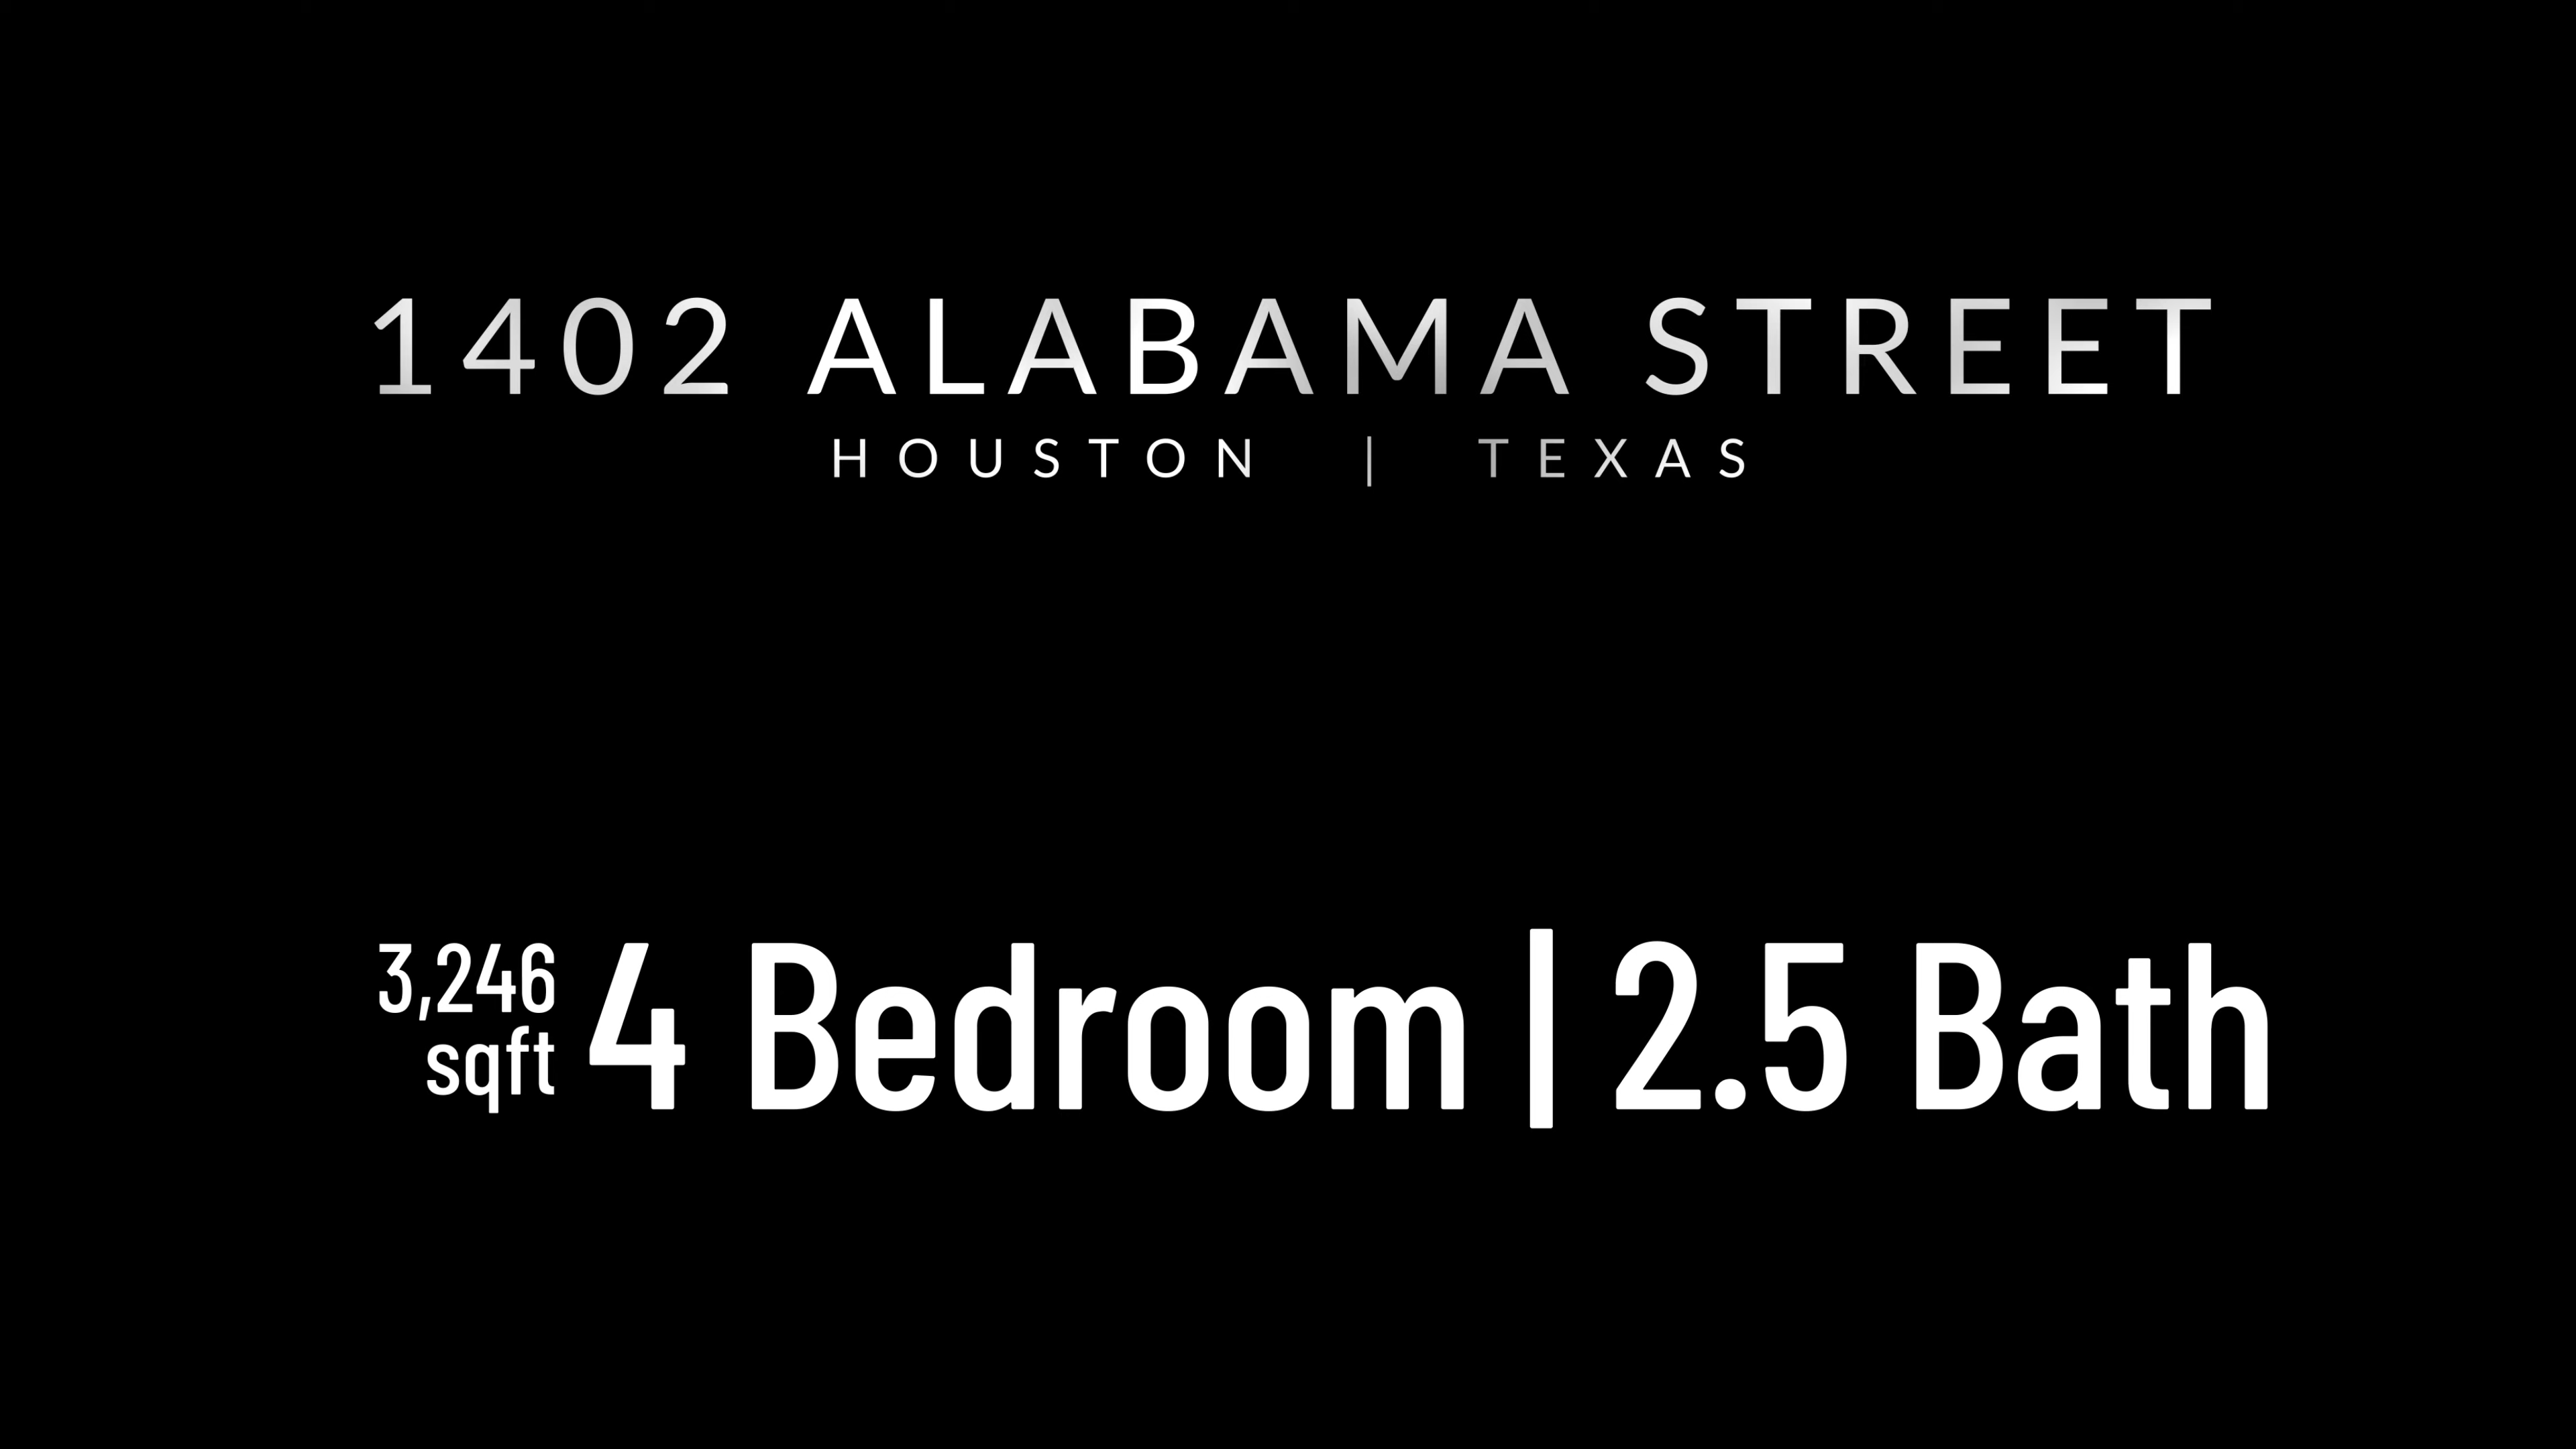 1402 ALABAMA STREET
HOUSTON | TEXAS
3,246
sqft
4 Bedroom | 2.5 Bath